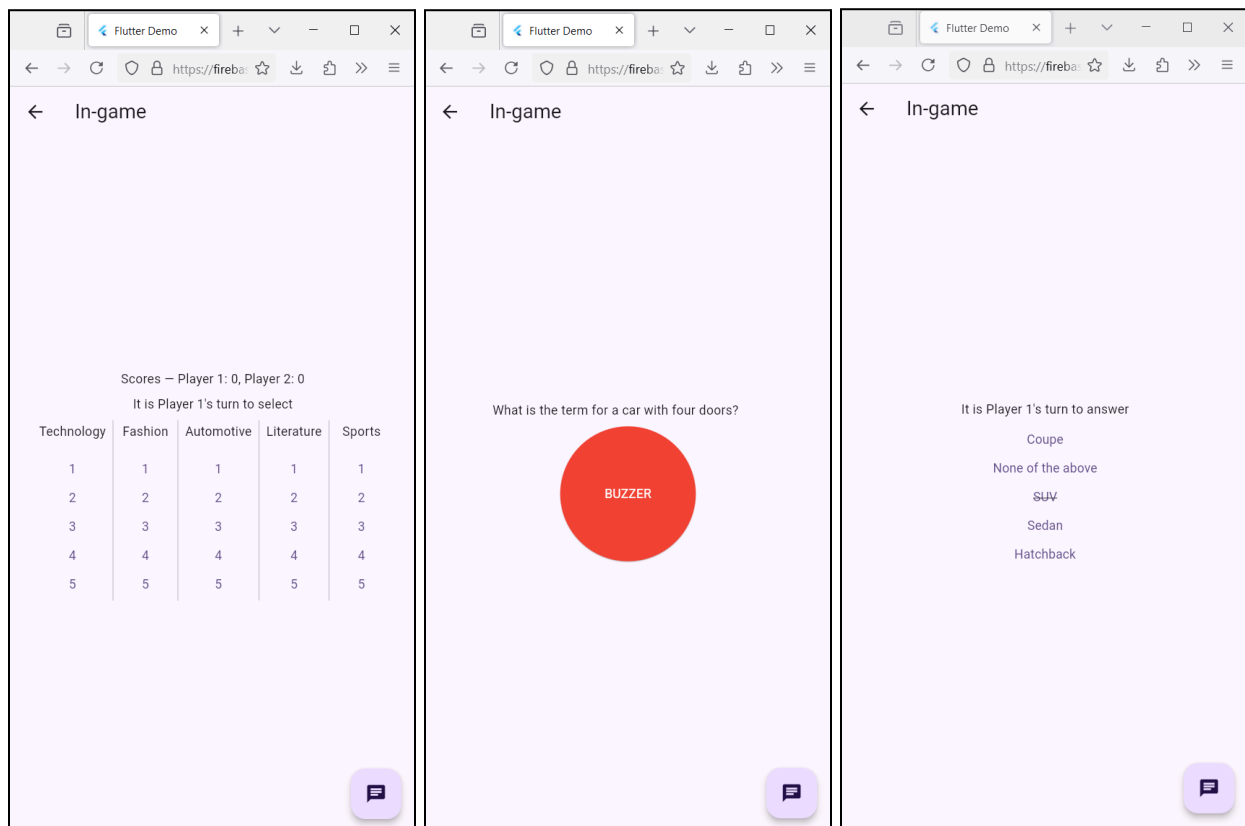 Flutter Demo
https://fireba
In-game
Scores — Player 1: 0, Player 2: 0
It is Player 1's turn to select
Technology Fashion Automotive Literature Sports
1 1 1 1 1
2 2 2 2 2
3 3 3 3 3
4 4 4 4 4
5 5 5 5 5
Flutter Demo
https://fireba
In-game
What is the term for a car with four doors?
BUZZER
Flutter Demo
https://fireba
In-game
It is Player 1's turn to answer
Coupe
None of the above
SUV
Sedan
Hatchback